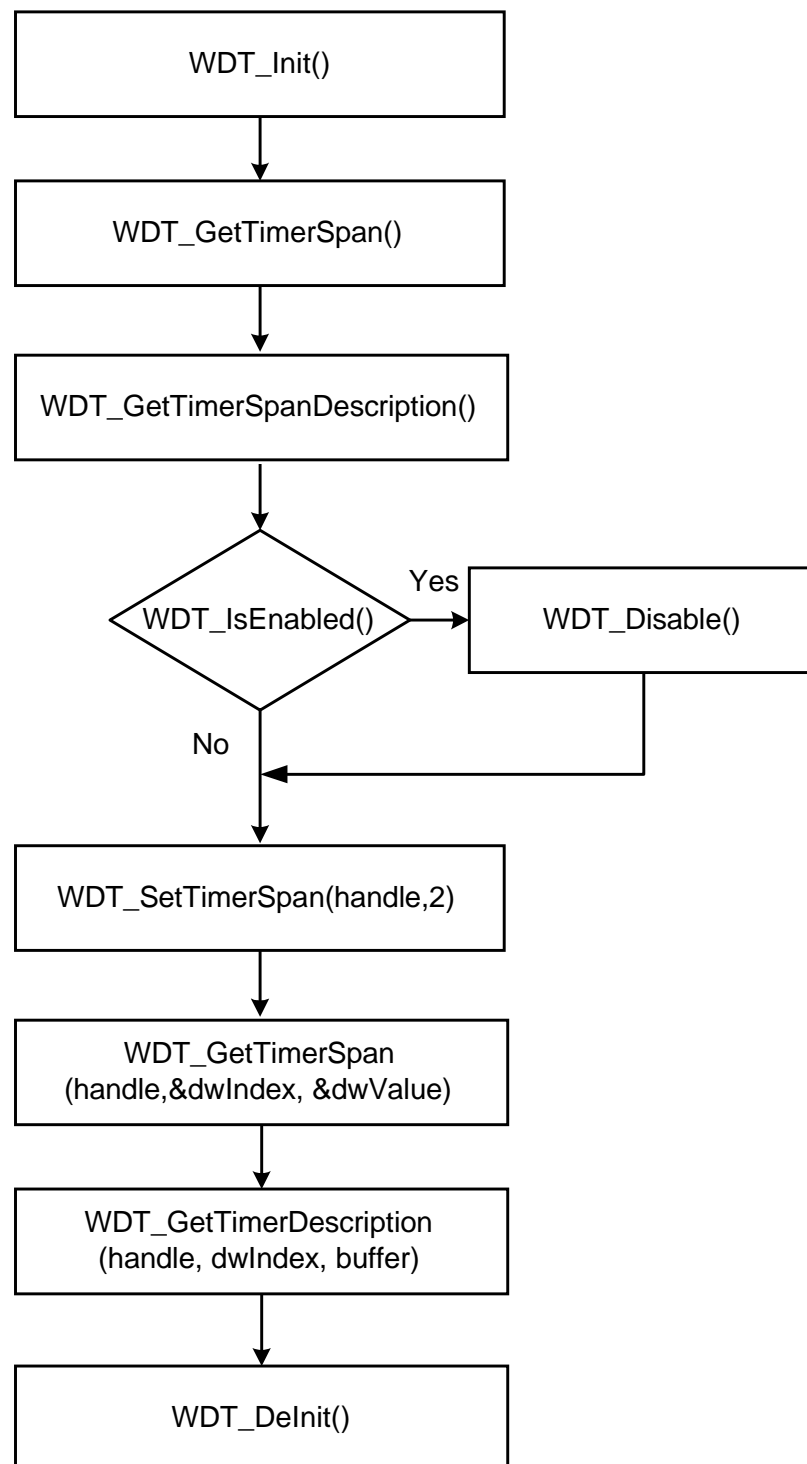 WDT_Init()
WDT_GetTimerSpan()
WDT_GetTimerSpanDescription()
WDT_IsEnabled()
Yes
WDT_Disable()
No
WDT_SetTimerSpan(handle,2)
WDT_GetTimerSpan
(handle,&dwIndex, &dwValue)
WDT_GetTimerDescription
(handle, dwIndex, buffer)
WDT_DeInit()